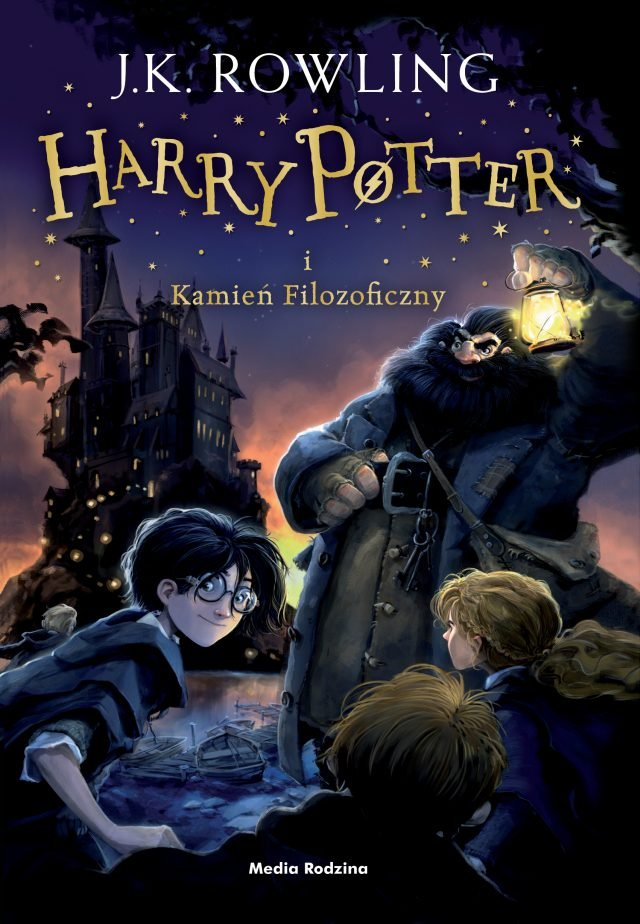 J.K. ROWLING
HARRY POTTER
i
Kamień Filozoficzny
Media Rodzina